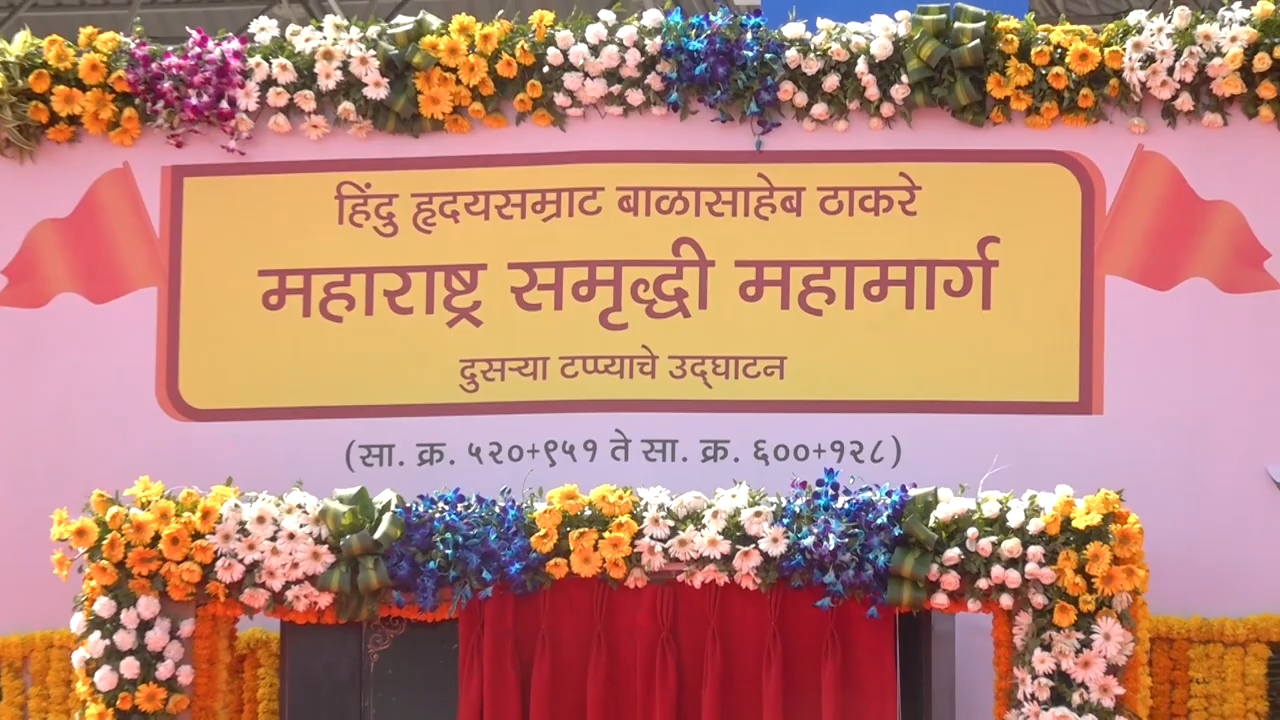 हिंदु हृदयसम्राट बाळासाहेब ठाकरे
महाराष्ट्र समृद्धी महामार्ग
दुसऱ्या टप्प्याचे उद्‌घाटन
(सा. क्र. ५२०+९५१ ते सा. क्र. ६००+१२८)